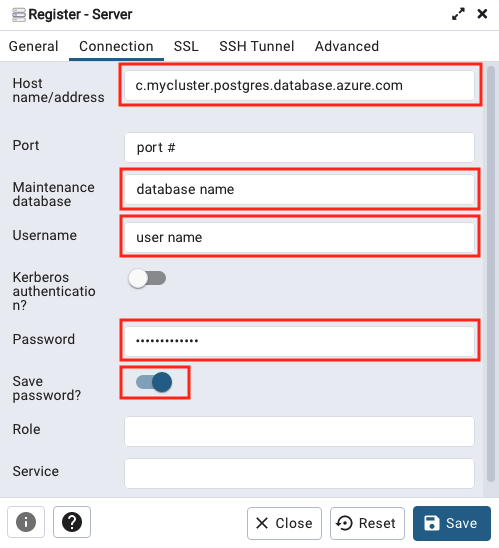 Register - Server
General Connection SSL SSH Tunnel Advanced
Host
name/address
c.mycluster.postgres.database.azure.com
Port
port #
Maintenance
database
database name
Username
user name
Kerberos
authenticatio
n?
Password
•••••••••••••
Save
password?
Role
Service
Close Reset Save